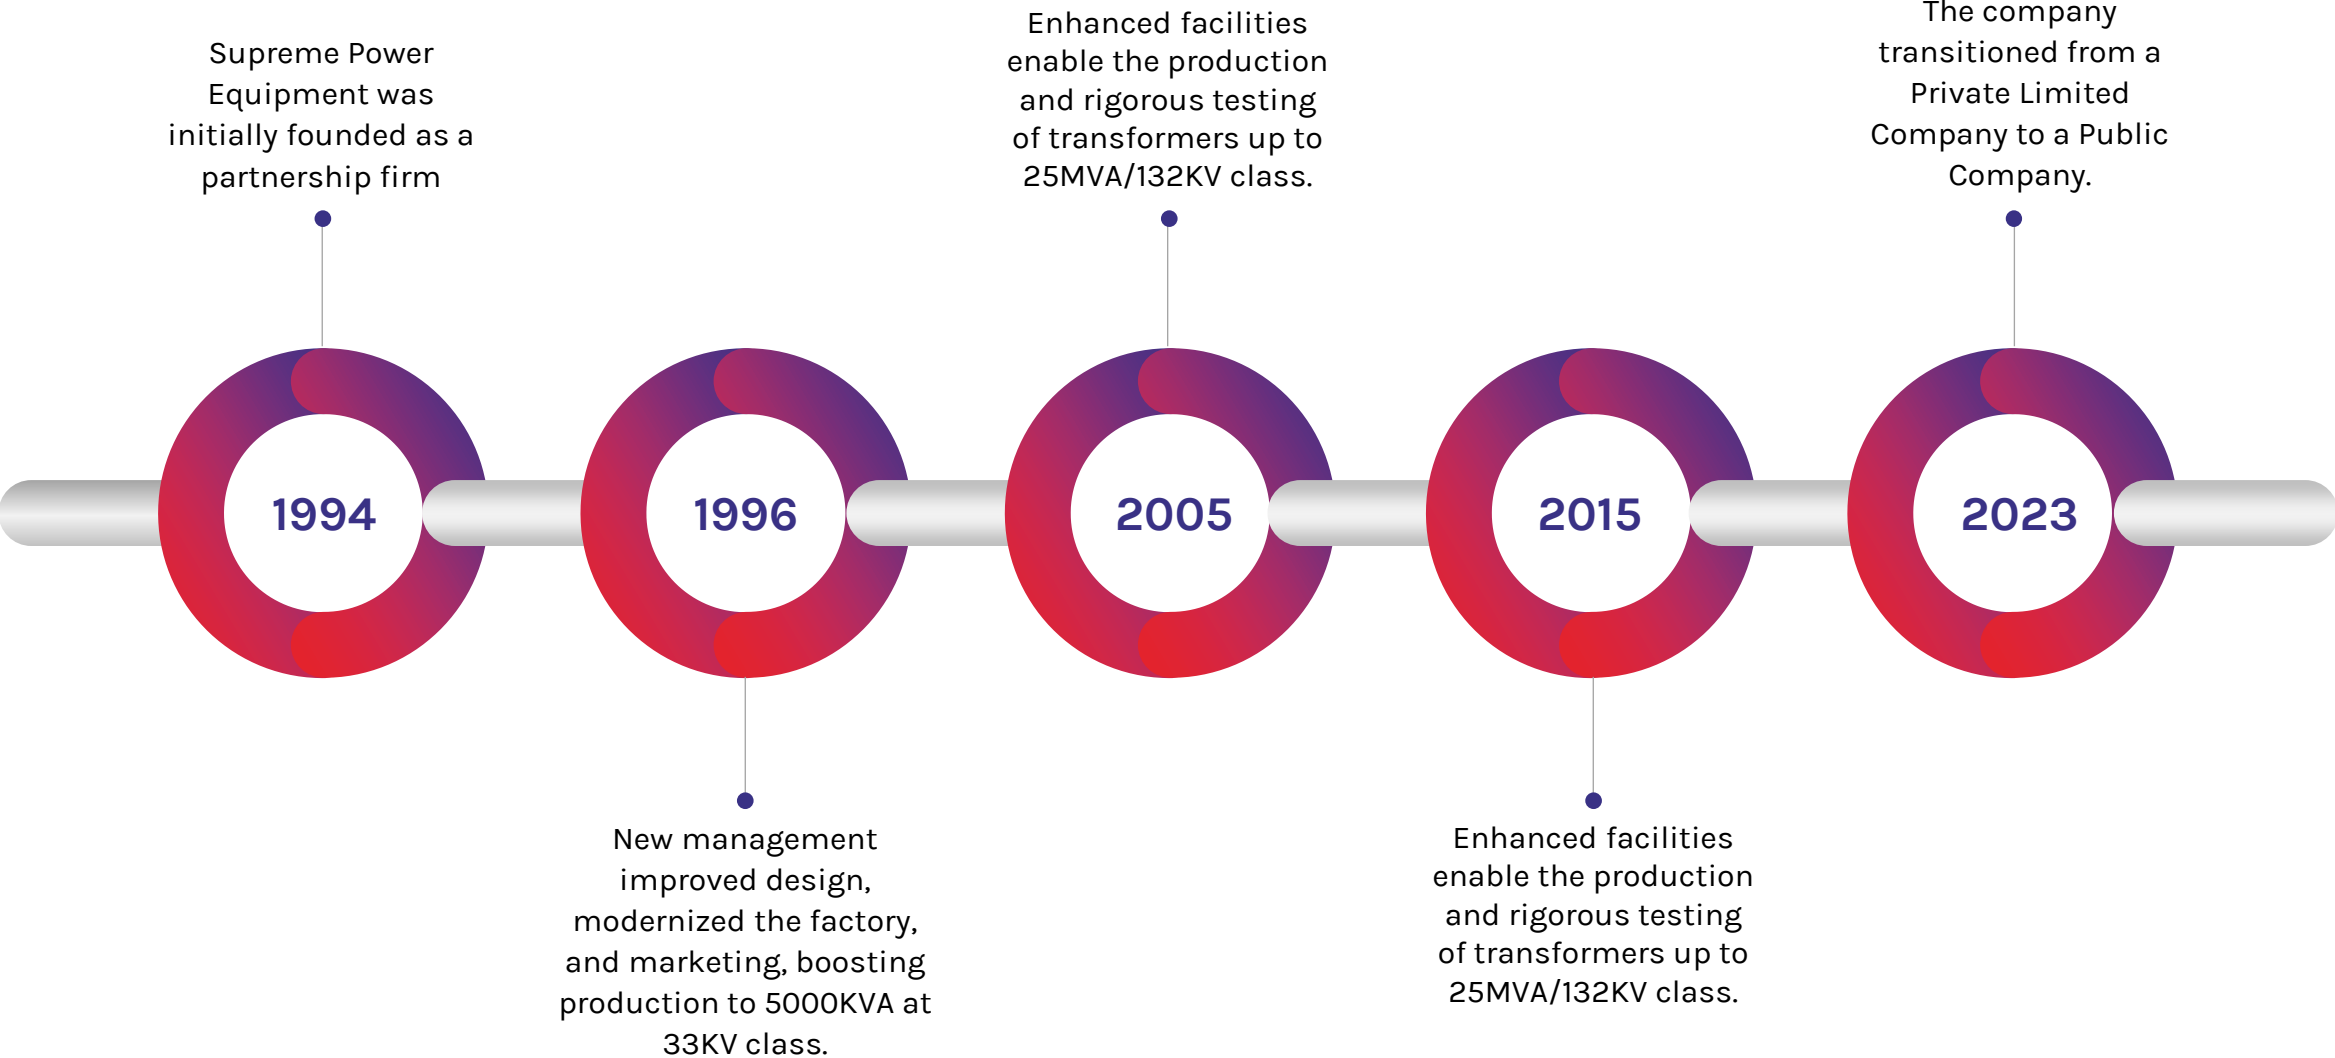 Supreme Power
Equipment was
initially founded as a
partnership firm
Enhanced facilities
enable the production
and rigorous testing
of transformers up to
25MVA/132KV class.
The company
transitioned from a
Private Limited
Company to a Public
Company.
1994
1996
2005
2015
2023
New management
improved design,
modernized the factory,
and marketing, boosting
production to 5000KVA at
33KV class.
Enhanced facilities
enable the production
and rigorous testing
of transformers up to
25MVA/132KV class.